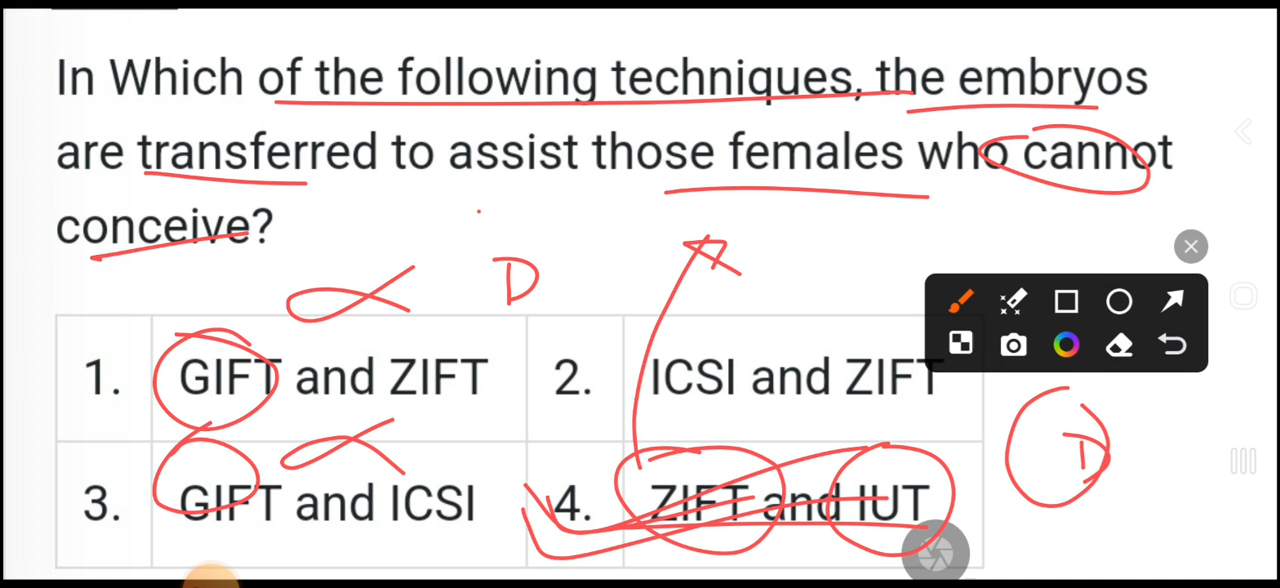 In Which of the following techniques, the embryos
are transferred to assist those females who cannot
conceive?
D
1. GIFT and ZIFT 2. ICSI and ZIFT
D
3. GIFT and ICSI 4. ZIFT and IUT